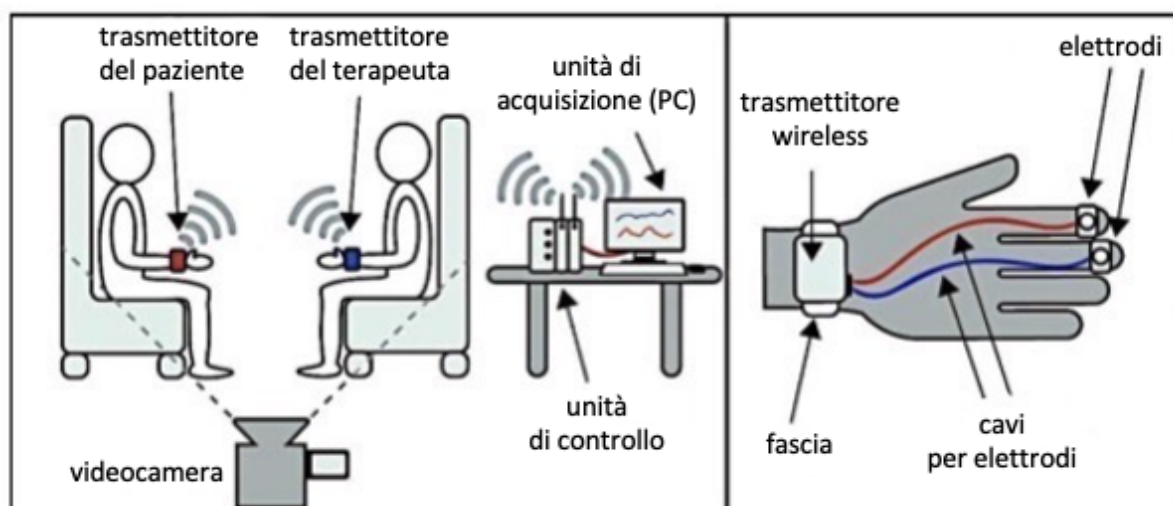 trasmettitore
del paziente
trasmettitore
del terapeuta
unità di
acquisizione (PC)
unità
di controllo
videocamera
elettrodi
trasmettitore
wireless
fascia
cavi
per elettrodi